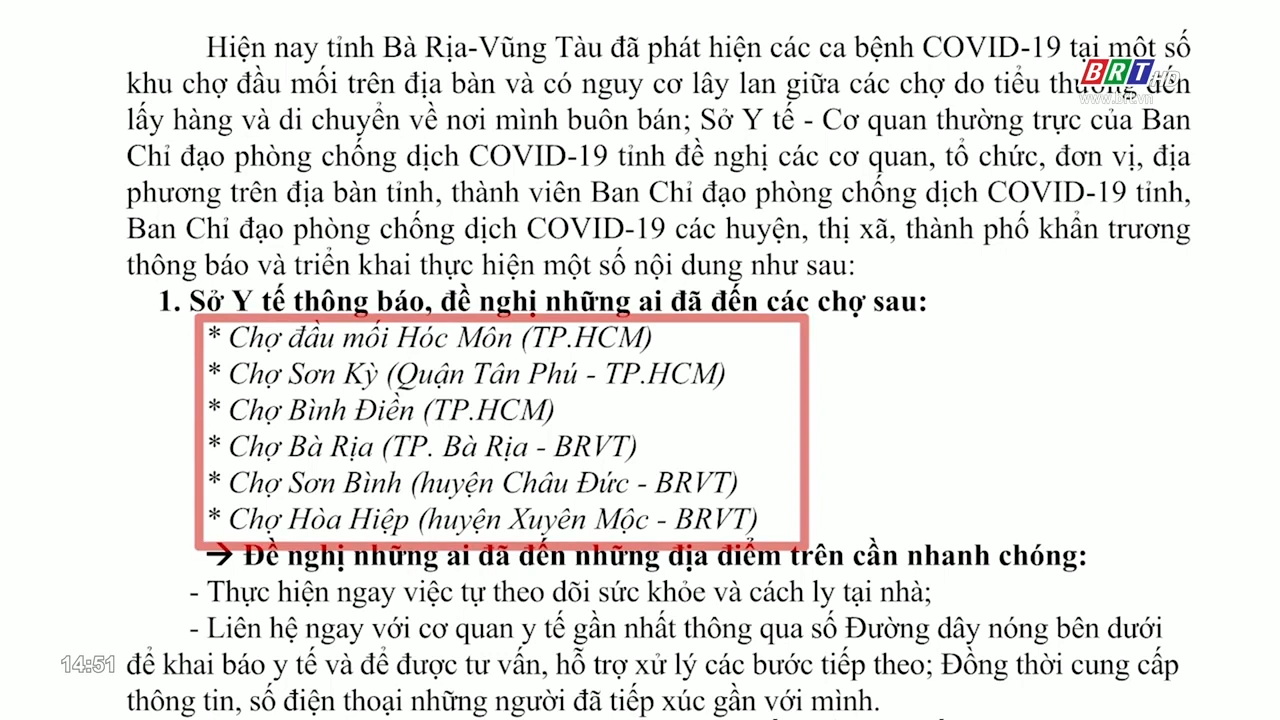 Hiện nay tỉnh Bà Rịa-Vũng Tàu đã phát hiện các ca bệnh COVID-19 tại một số
khu chợ đầu mối trên địa bàn và có nguy cơ lây lan giữa các chợ do tiểu thương đến
BRT HD
www.brt.vn
lấy hàng và di chuyển về nơi mình buôn bán; Sở Y tế - Cơ quan thường trực của Ban
Chỉ đạo phòng chống dịch COVID-19 tỉnh đề nghị các cơ quan, tổ chức, đơn vị, địa
phương trên địa bàn tỉnh, thành viên Ban Chỉ đạo phòng chống dịch COVID-19 tỉnh,
Ban Chỉ đạo phòng chống dịch COVID-19 các huyện, thị xã, thành phố khẩn trương
thông báo và triển khai thực hiện một số nội dung như sau:
1. Sở Y tế thông báo, đề nghị những ai đã đến các chợ sau:
* Chợ đầu mối Hóc Môn (TP.HCM)
* Chợ Sơn Kỳ (Quận Tân Phú - TP.HCM)
* Chợ Bình Điền (TP.HCM)
* Chợ Bà Rịa (TP. Bà Rịa - BRVT)
* Chợ Sơn Bình (huyện Châu Đức - BRVT)
* Chợ Hòa Hiệp (huyện Xuyên Mộc - BRVT)
→ Đề nghị những ai đã đến những địa điểm trên cần nhanh chóng:
- Thực hiện ngay việc tự theo dõi sức khỏe và cách ly tại nhà;
- Liên hệ ngay với cơ quan y tế gần nhất thông qua số Đường dây nóng bên dưới
14:51
để khai báo y tế và để được tư vấn, hỗ trợ xử lý các bước tiếp theo; Đồng thời cung cấp
thông tin, số điện thoại những người đã tiếp xúc gần với mình.